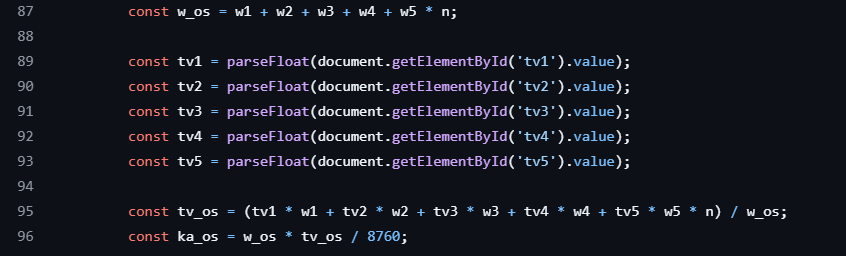 87 const w_os = w1 + w2 + w3 + w4 + w5 * n;
88
89 const tv1 = parseFloat(document.getElementById('tv1').value);
90 const tv2 = parseFloat(document.getElementById('tv2').value);
91 const tv3 = parseFloat(document.getElementById('tv3').value);
92 const tv4 = parseFloat(document.getElementById('tv4').value);
93 const tv5 = parseFloat(document.getElementById('tv5').value);
94
95 const tv_os = (tv1 * w1 + tv2 * w2 + tv3 * w3 + tv4 * w4 + tv5 * w5 * n) / w_os;
96 const ka_os = w_os * tv_os / 8760;